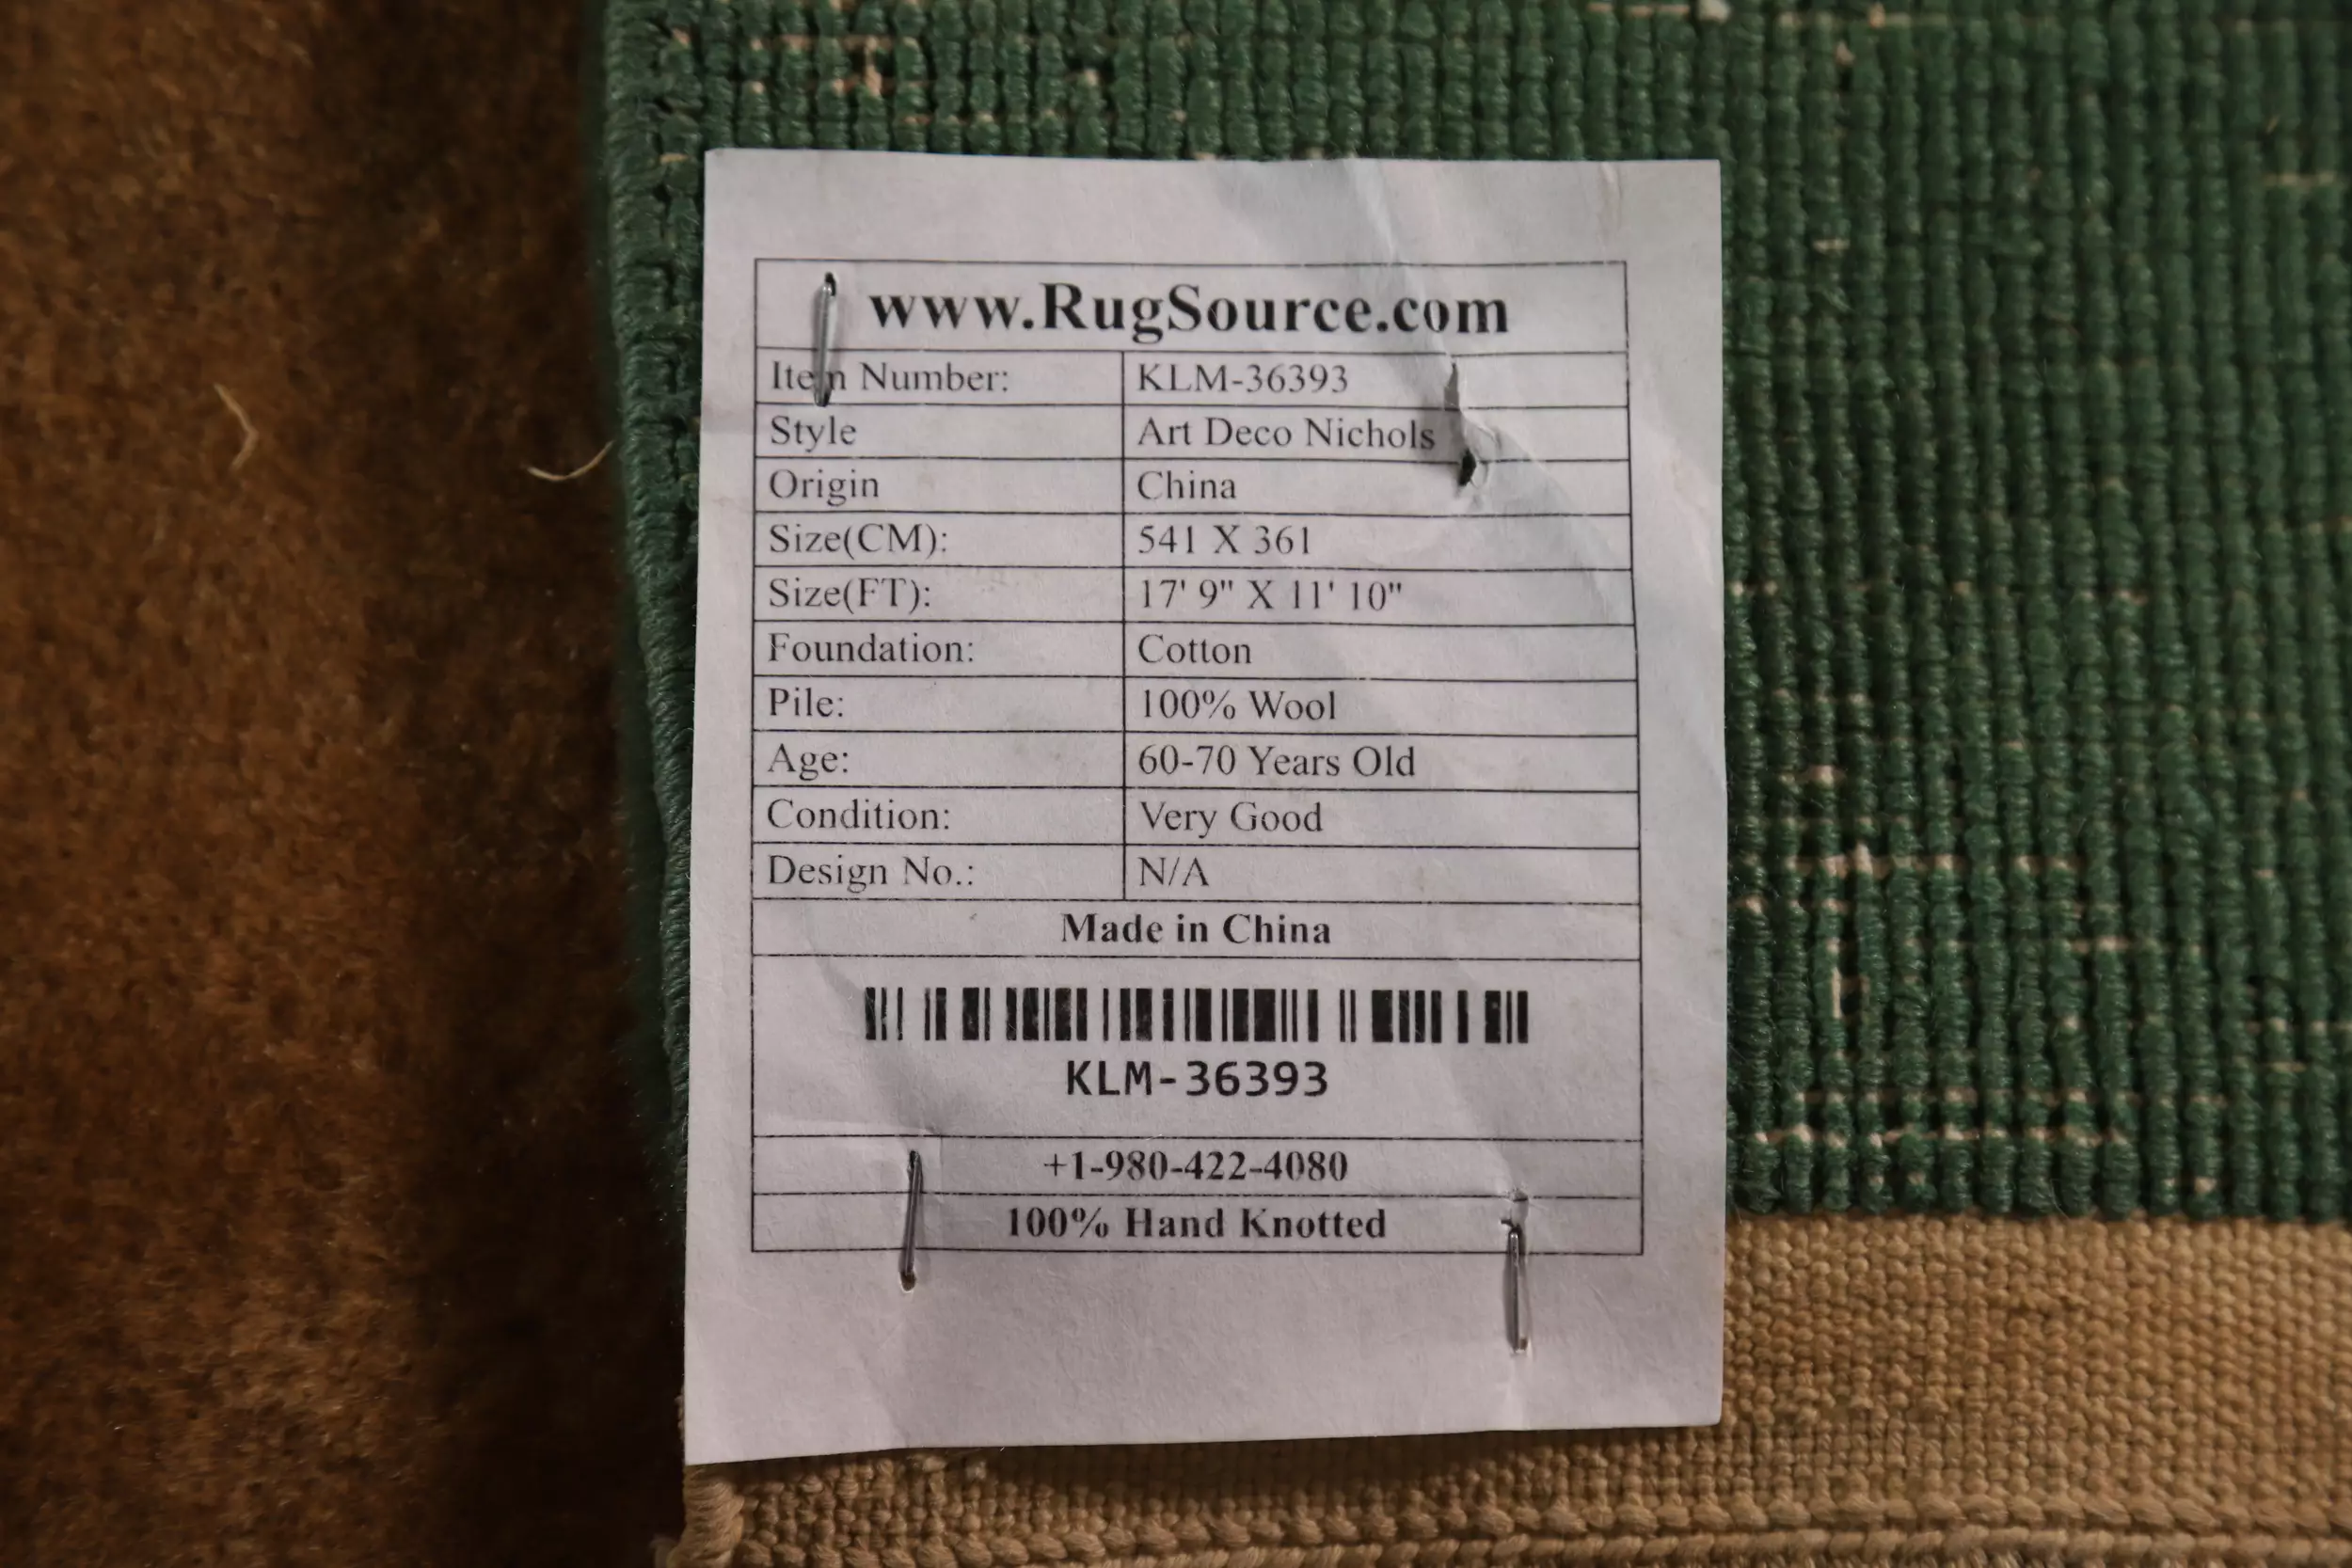 www.RugSource.com
Item Number: KLM-36393
Style Art Deco Nichols
Origin China
Size(CM): 541 X 361
Size(FT): 17' 9" X 11' 10"
Foundation: Cotton
Pile: 100% Wool
Age: 60-70 Years Old
Condition: Very Good
Design No.: N/A
Made in China
KLM-36393
+1-980-422-4080
100% Hand Knotted